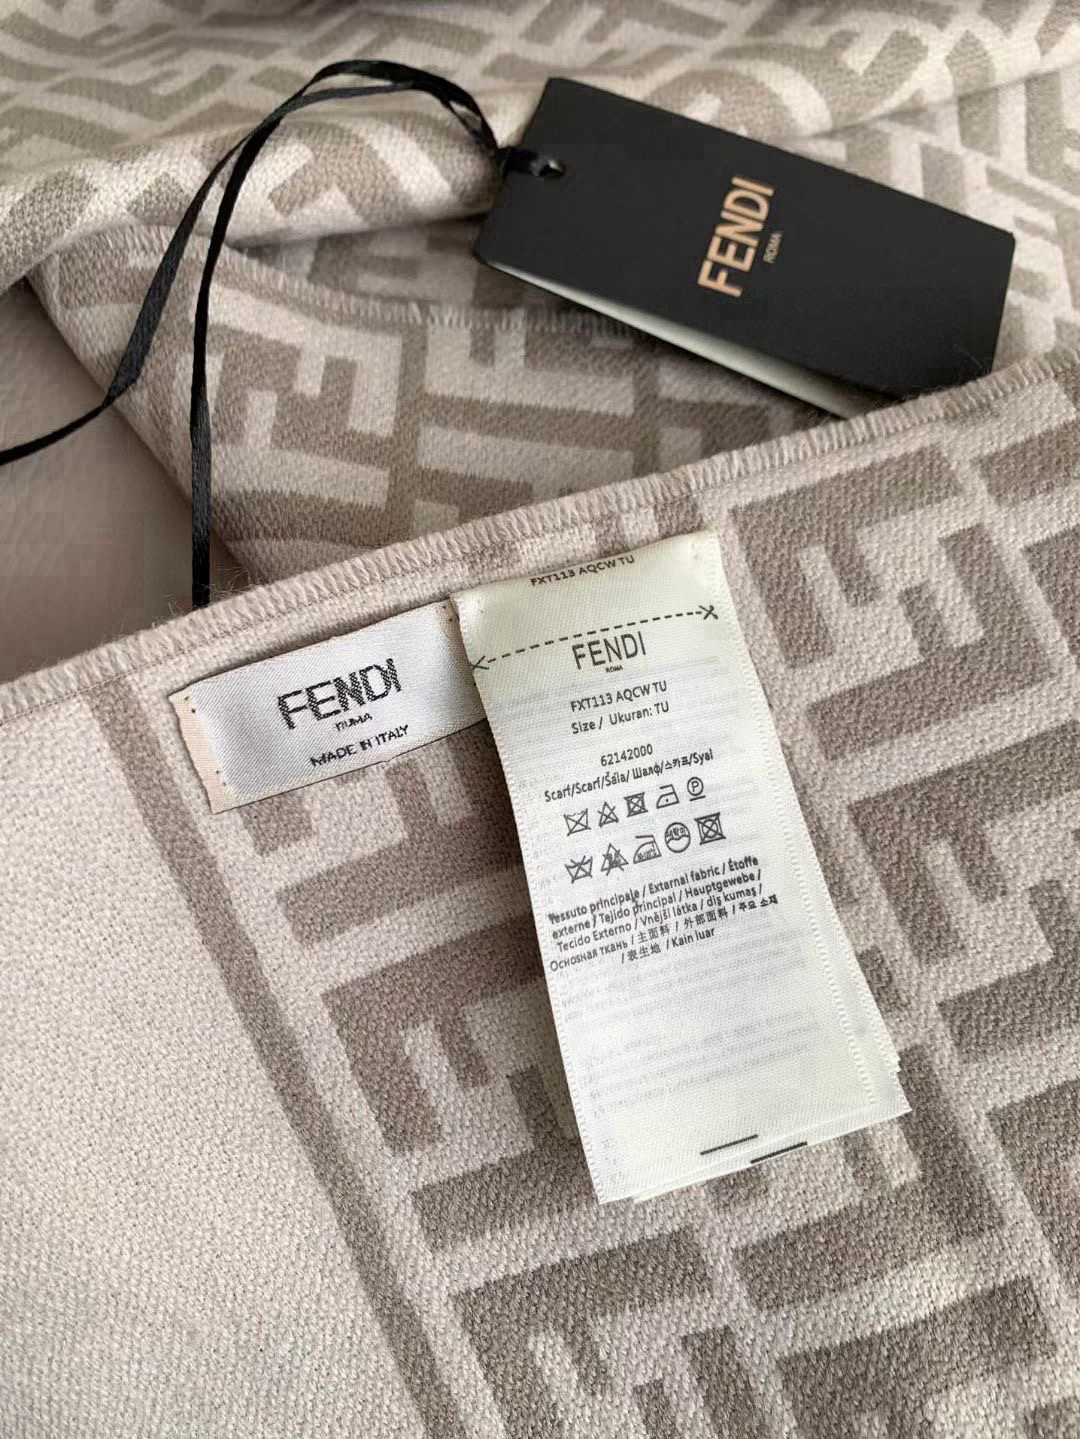 FENDI
ROMA
FXT113 AQCW TU
FENDI
ROMA
MADE IN ITALY
FENDI
ROMA
FXT113 AQCW TU
Size / Ukuran: TU
62142000
Scarf/Scarf/Šála/ Шалф/스카프/Syal
Tessuto principale / External fabric / Étoffe
externe / Tejido principal / Hauptgewebe /
Tecido Externo / Vnější látka / dış kumaş /
Основная ткань / 主面料 / 外部面料 / 주요 소재
/ 表生地 / Kain luar